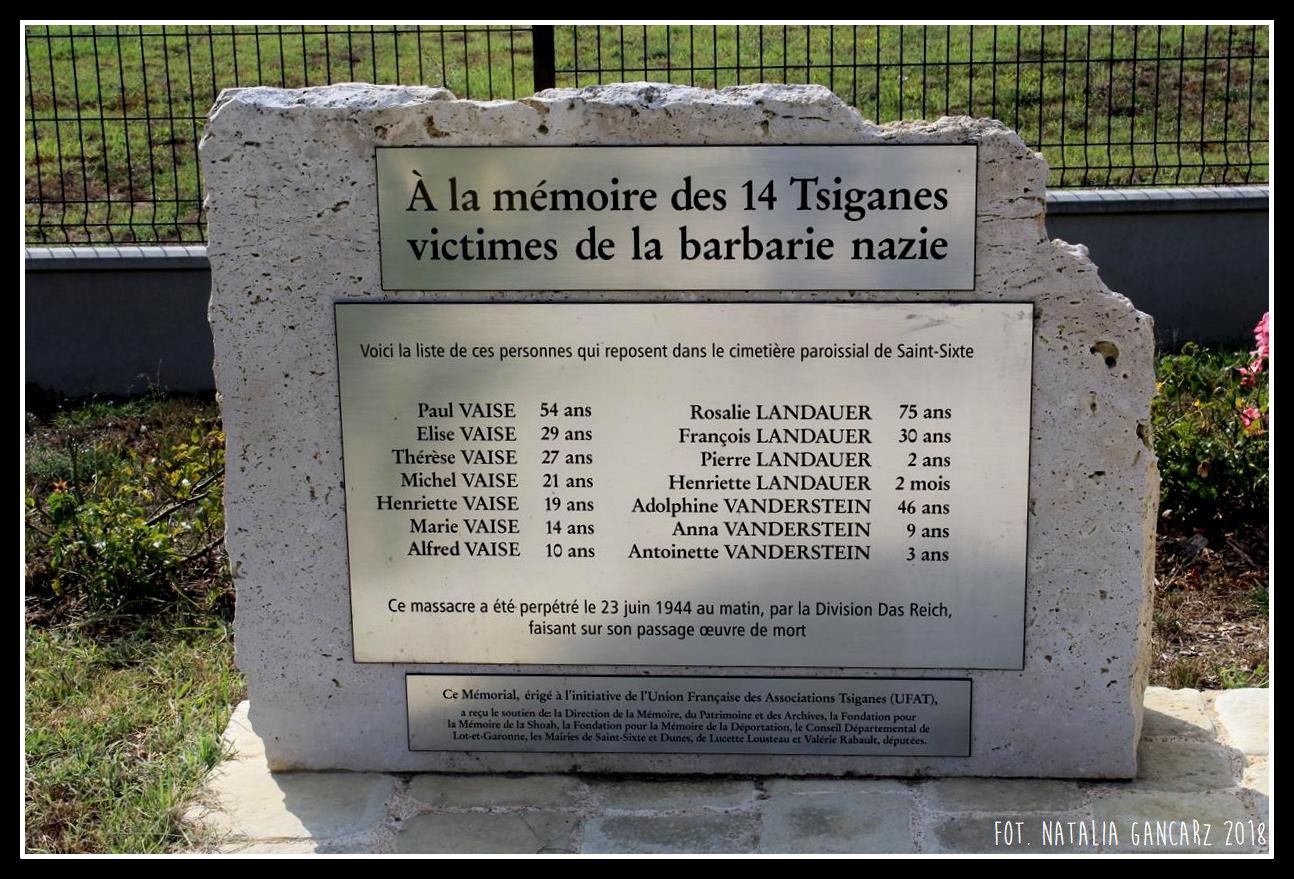 À la mémoire des 14 Tsiganes
victimes de la barbarie nazie
Voici la liste de ces personnes qui reposent dans le cimetière paroissial de Saint-Sixte
Paul VAISE 54 ans
Elise VAISE 29 ans
Thérèse VAISE 27 ans
Michel VAISE 21 ans
Henriette VAISE 19 ans
Marie VAISE 14 ans
Alfred VAISE 10 ans
Rosalie LANDAUER 75 ans
François LANDAUER 30 ans
Pierre LANDAUER 2 ans
Henriette LANDAUER 2 mois
Adolphine VANDERSTEIN 46 ans
Anna VANDERSTEIN 9 ans
Antoinette VANDERSTEIN 3 ans
Ce massacre a été perpétré le 23 juin 1944 au matin, par la Division Das Reich,
faisant sur son passage œuvre de mort
Ce Mémorial, érigé à l'initiative de l'Union Française des Associations Tsiganes (UFAT),
a reçu le soutien de: la Direction de la Mémoire, du Patrimoine et des Archives, la Fondation pour
la Mémoire de la Shoah, la Fondation pour la Mémoire de la Déportation, le Conseil Départemental de
Lot-et-Garonne, les Mairies de Saint-Sixte et Dunes, de Lucette Lousteau et Valérie Rabault, députées.
FOT. NATALIA GANCARZ 2018